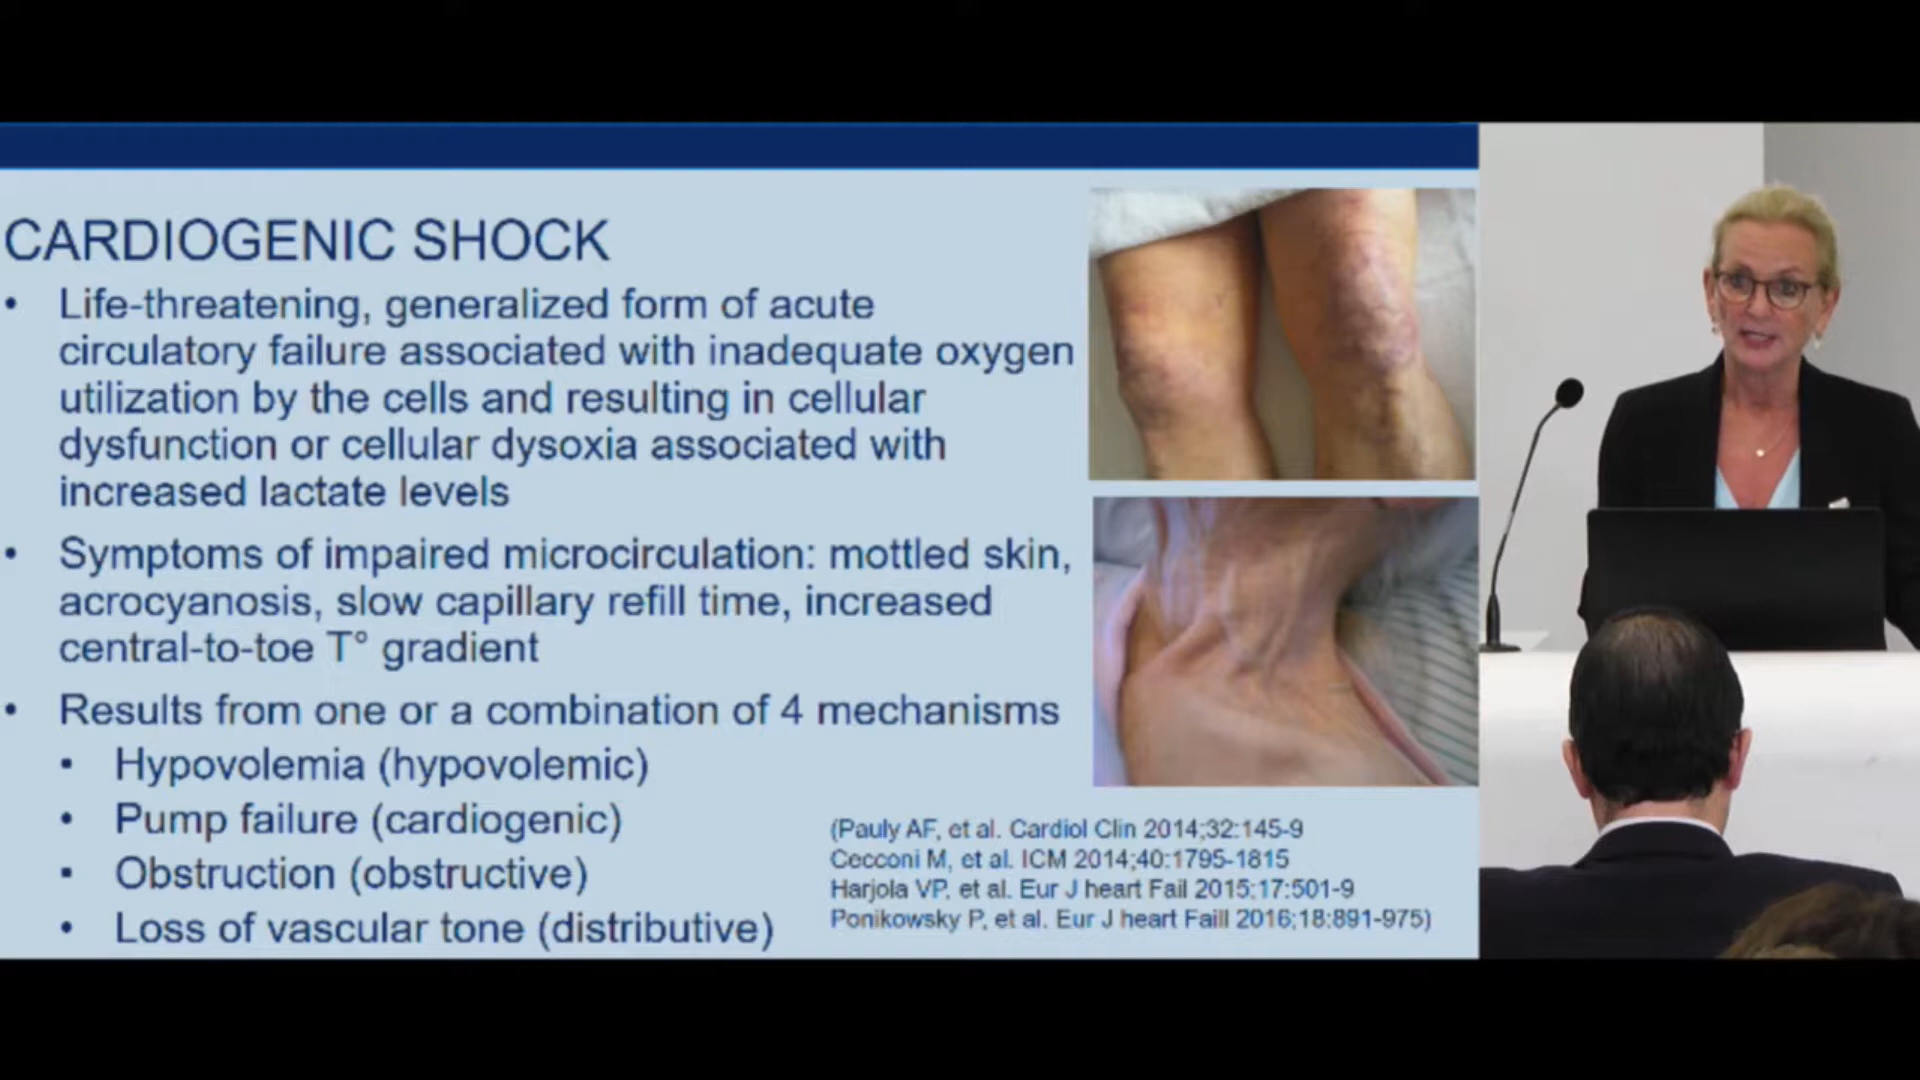 CARDIOGENIC SHOCK
• Life-threatening, generalized form of acute
circulatory failure associated with inadequate oxygen
utilization by the cells and resulting in cellular
dysfunction or cellular dysoxia associated with
increased lactate levels
• Symptoms of impaired microcirculation: mottled skin,
acrocyanosis, slow capillary refill time, increased
central-to-toe T° gradient
• Results from one or a combination of 4 mechanisms
• Hypovolemia (hypovolemic)
• Pump failure (cardiogenic)
• Obstruction (obstructive)
• Loss of vascular tone (distributive)
(Pauly AF, et al. Cardiol Clin 2014;32:145-9
Cecconi M, et al. ICM 2014;40:1795-1815
Harjola VP, et al. Eur J heart Fail 2015;17:501-9
Ponikowsky P, et al. Eur J heart Faill 2016;18:891-975)